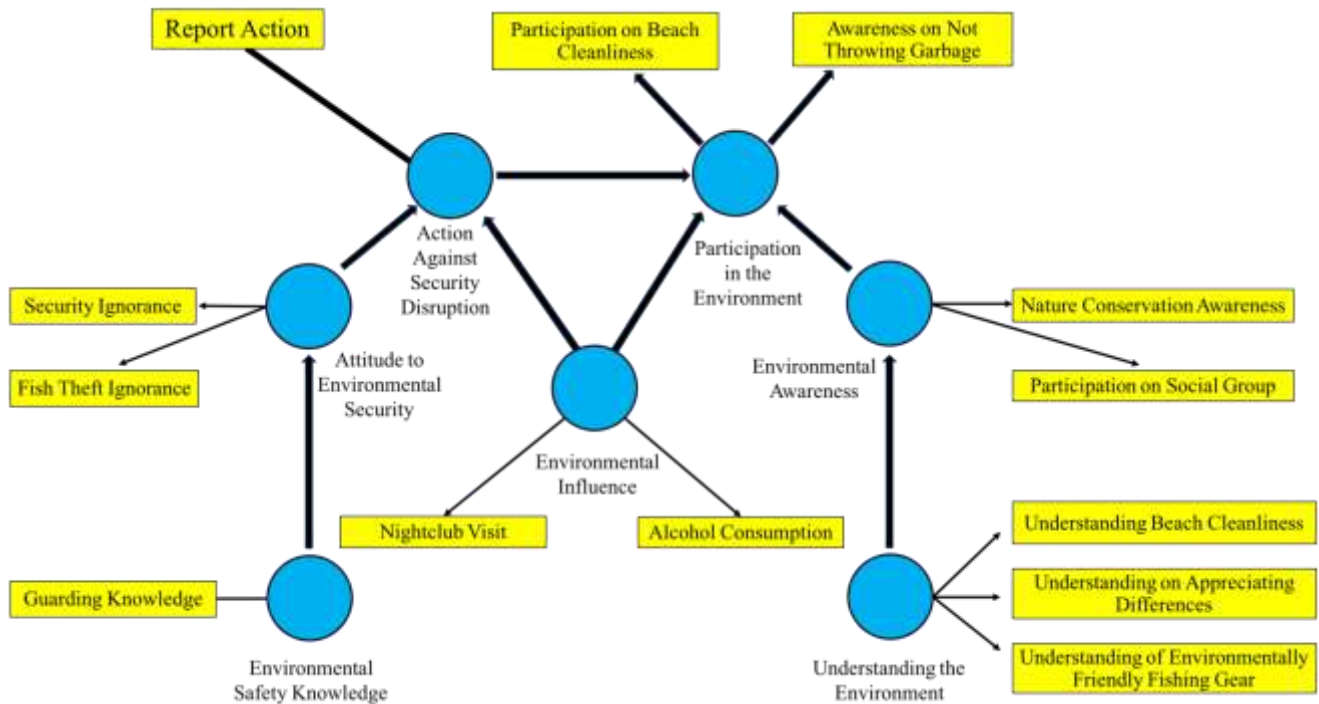 Report Action
Participation on Beach
Cleanliness
Awareness on Not
Throwing Garbage
Action
Against
Security
Disruption
Participation
in the
Environment
Security Ignorance
Fish Theft Ignorance
Attitude to
Environmental
Security
Environmental
Awareness
Nature Conservation Awareness
Participation on Social Group
Environmental
Influence
Nightclub Visit
Alcohol Consumption
Guarding Knowledge
Environmental
Safety Knowledge
Understanding the
Environment
Understanding Beach Cleanliness
Understanding on Appreciating
Differences
Understanding of Environmentally
Friendly Fishing Gear